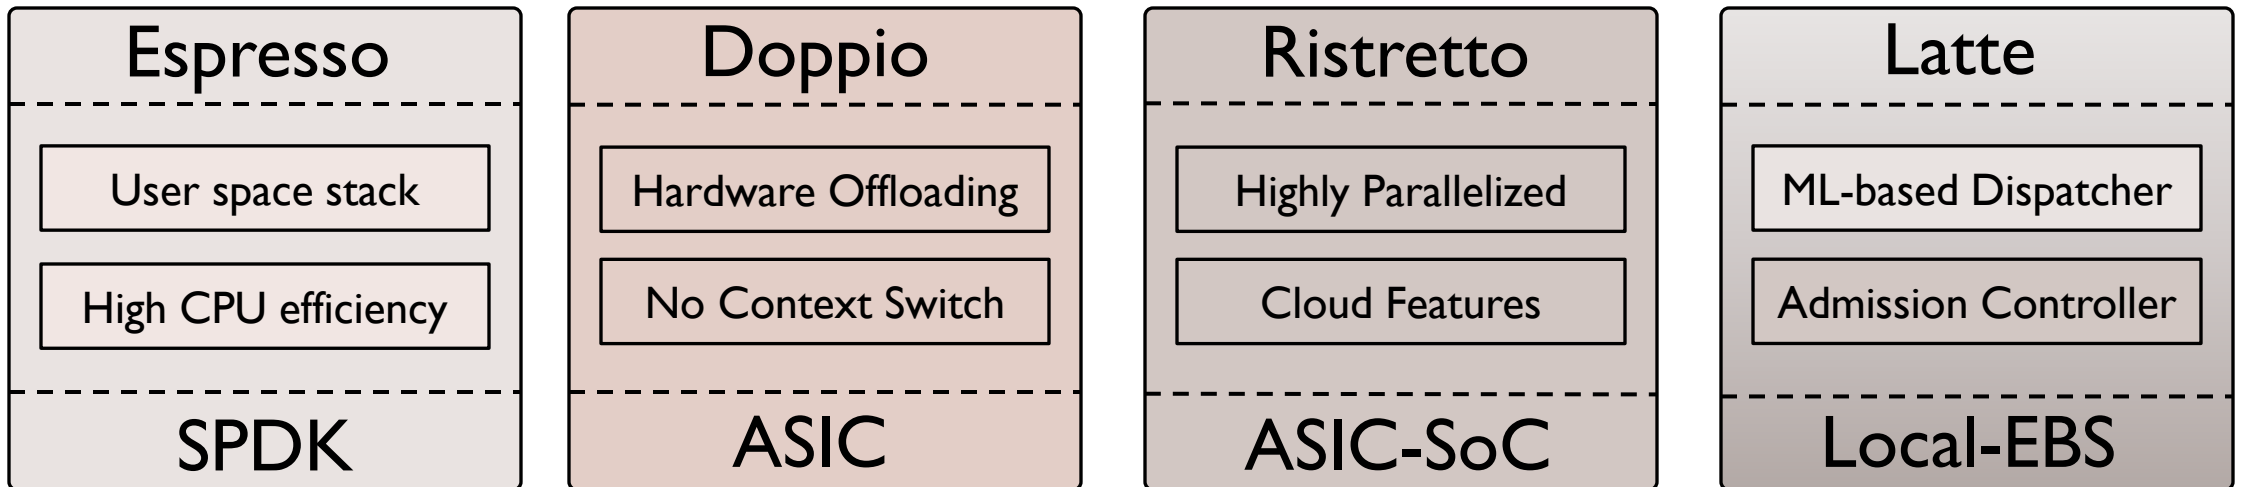 Espresso
User space stack
High CPU efficiency
SPDK
Doppio
Hardware Offloading
No Context Switch
ASIC
Ristretto
Highly Parallelized
Cloud Features
ASIC-SoC
Latte
ML-based Dispatcher
Admission Controller
Local-EBS